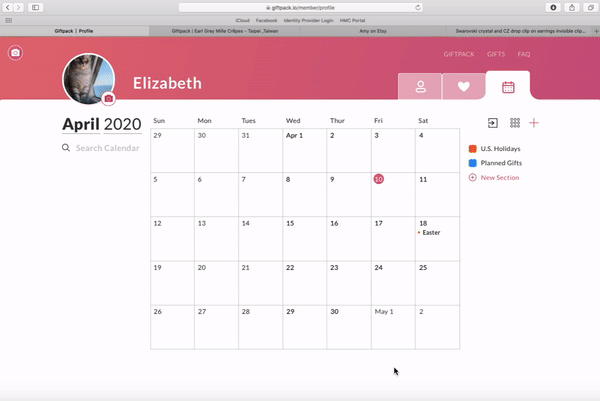 giftpack.io/member/profile
iCloud Facebook Identity Provider Login HMC Portal
Giftpack | Profile
Giftpack | Earl Grey Mille Crêpes - Taipei ,Taiwan
Amy on Etsy
Swarovski crystal and CZ drop clip on earrings invisible clip...
GIFTPACK GIFTS FAQ
Elizabeth
April 2020
Search Calendar
Sun Mon Tues Wed Thur Fri Sat
29 30 31 Apr 1 2 3 4
5 6 7 8 9 10 11
12 13 14 15 16 17 18
Easter
19 20 21 22 23 24 25
26 27 28 29 30 May 1 2
U.S. Holidays
Planned Gifts
New Section